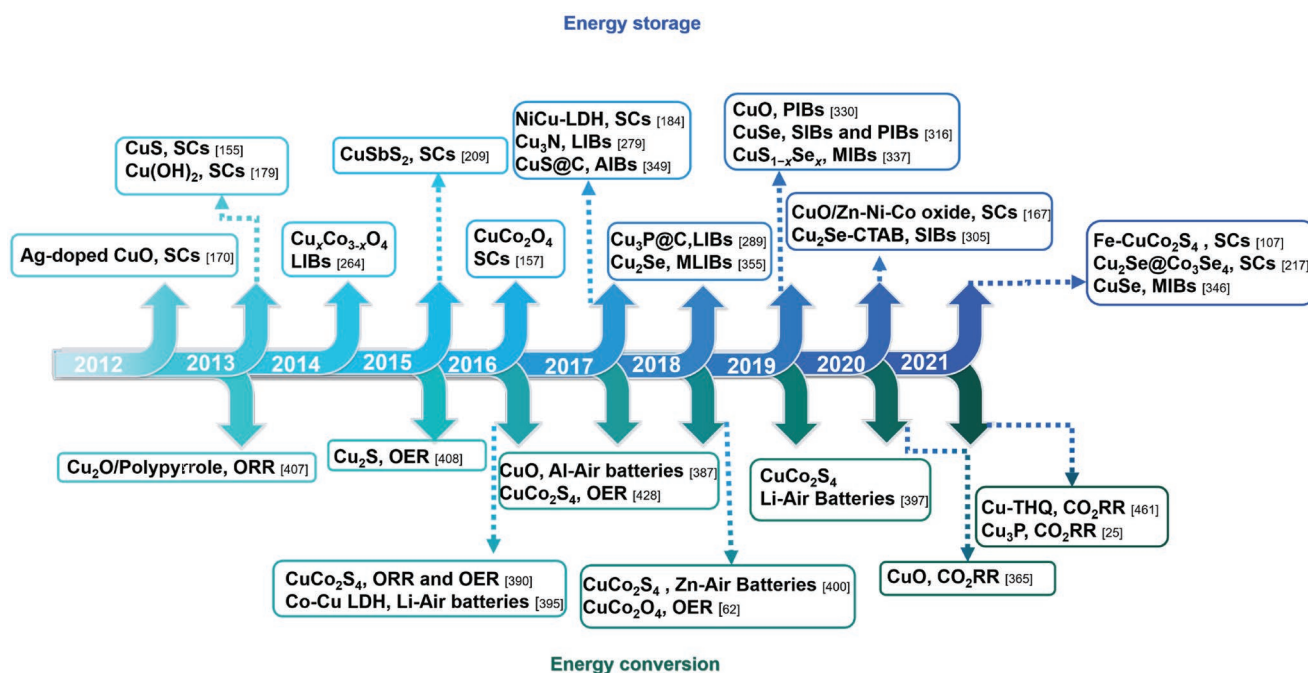 Energy storage
CuO, PIBs [330]
CuSe, SIBs and PIBs [316]
CuS₁₋ₓSeₓ, MIBs [337]
NiCu-LDH, SCs [184]
Cu₃N, LIBs [279]
CuS@C, AIBs [349]
CuS, SCs [155]
Cu(OH)₂, SCs [179]
CuSbS₂, SCs [209]
CuO/Zn-Ni-Co oxide, SCs [167]
Cu₂Se-CTAB, SIBs [305]
Ag-doped CuO, SCs [170]
CuₓCo₃₋ₓO₄
LIBs [264]
CuCo₂O₄
SCs [157]
Cu₃P@C,LIBs [289]
Cu₂Se, MLIBs [355]
Fe-CuCo₂S₄ , SCs [107]
Cu₂Se@Co₃Se₄, SCs [217]
CuSe, MIBs [346]
2012 2013 2014 2015 2016 2017 2018 2019 2020 2021
Cu₂O/Polypyrrole, ORR [407]
Cu₂S, OER [408]
CuO, Al-Air batteries [387]
CuCo₂S₄, OER [428]
CuCo₂S₄
Li-Air Batteries [397]
Cu-THQ, CO₂RR [461]
Cu₃P, CO₂RR [25]
CuCo₂S₄, ORR and OER [390]
Co-Cu LDH, Li-Air batteries [395]
CuCo₂S₄ , Zn-Air Batteries [400]
CuCo₂O₄, OER [62]
CuO, CO₂RR [365]
Energy conversion